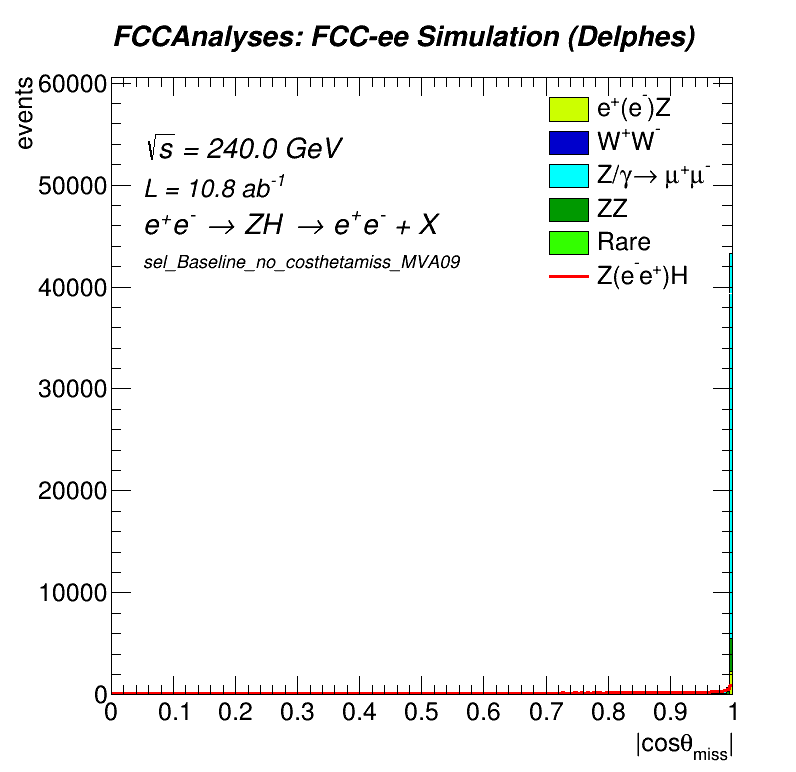 FCCAnalyses: FCC-ee Simulation (Delphes)
events
60000
50000
40000
30000
20000
10000
0
√s = 240.0 GeV
L = 10.8 ab⁻¹
e⁺e⁻ → ZH → e⁺e⁻ + X
sel_Baseline_no_costhetamiss_MVA09
e⁺(e⁻)Z
W⁺W⁻
Z/γ→ μ⁺μ⁻
ZZ
Rare
Z(e⁻e⁺)H
0 0.1 0.2 0.3 0.4 0.5 0.6 0.7 0.8 0.9 1
|cosθ_miss|